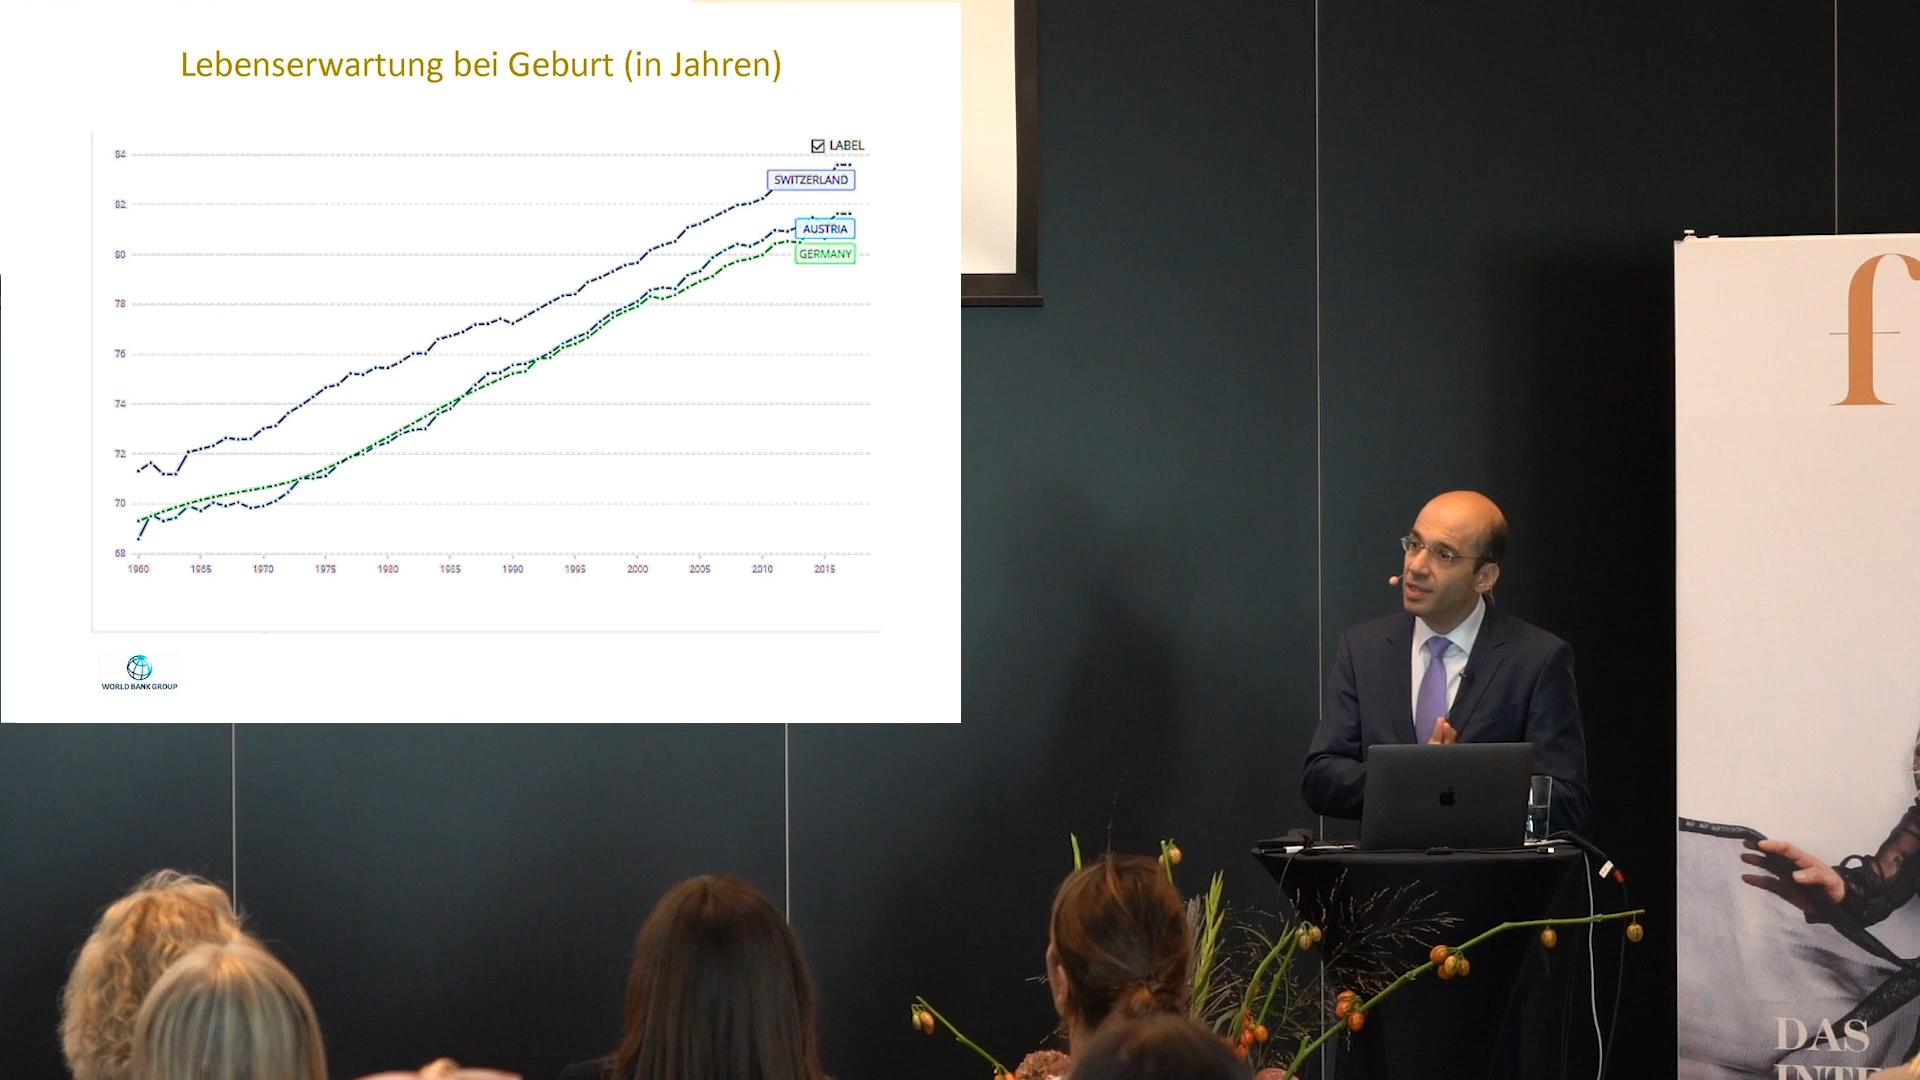 Lebenserwartung bei Geburt (in Jahren)
LABEL
84
SWITZERLAND
82
AUSTRIA
80
GERMANY
78
76
74
72
70
68
1960 1965 1970 1975 1980 1985 1990 1995 2000 2005 2010 2015
WORLD BANK GROUP
f
DAS
INTE